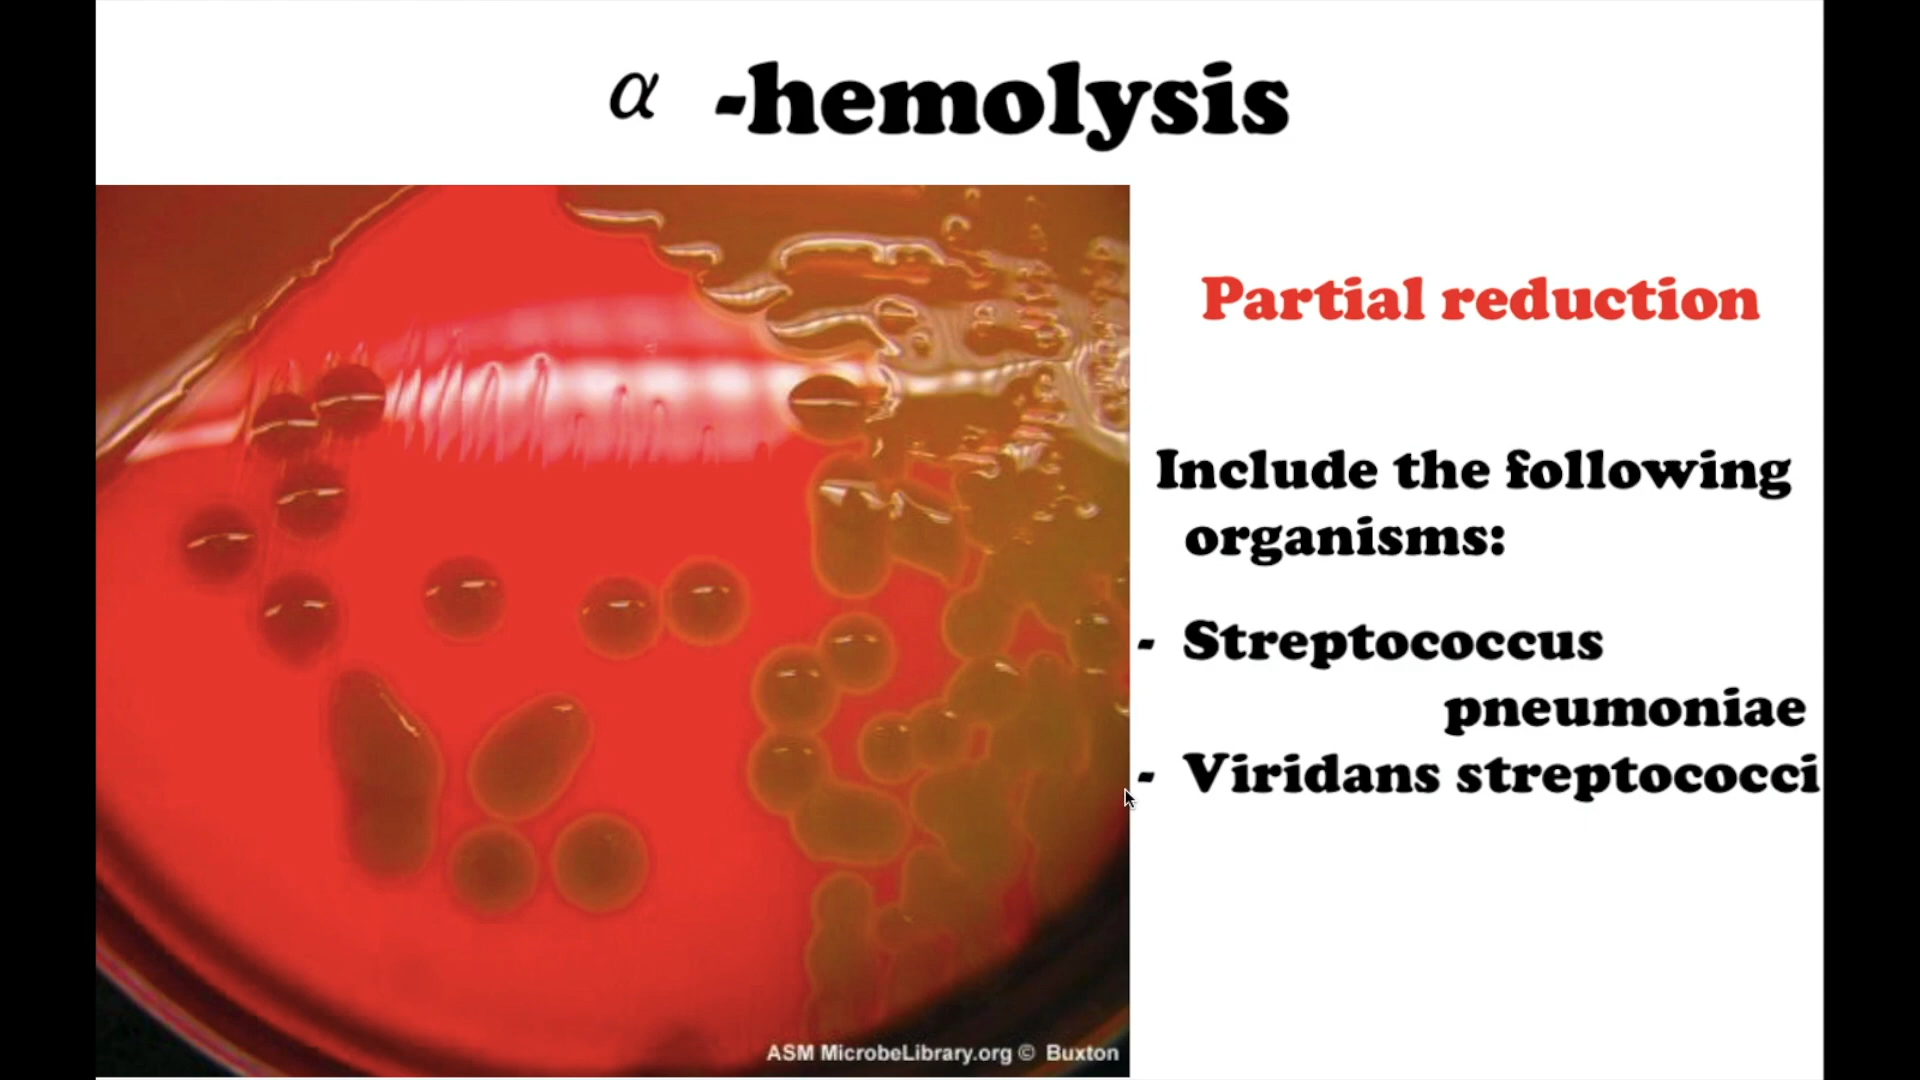 α -hemolysis
Partial reduction
Include the following
organisms:
- Streptococcus
pneumoniae
- Viridans streptococci
ASM MicrobeLibrary.org © Buxton